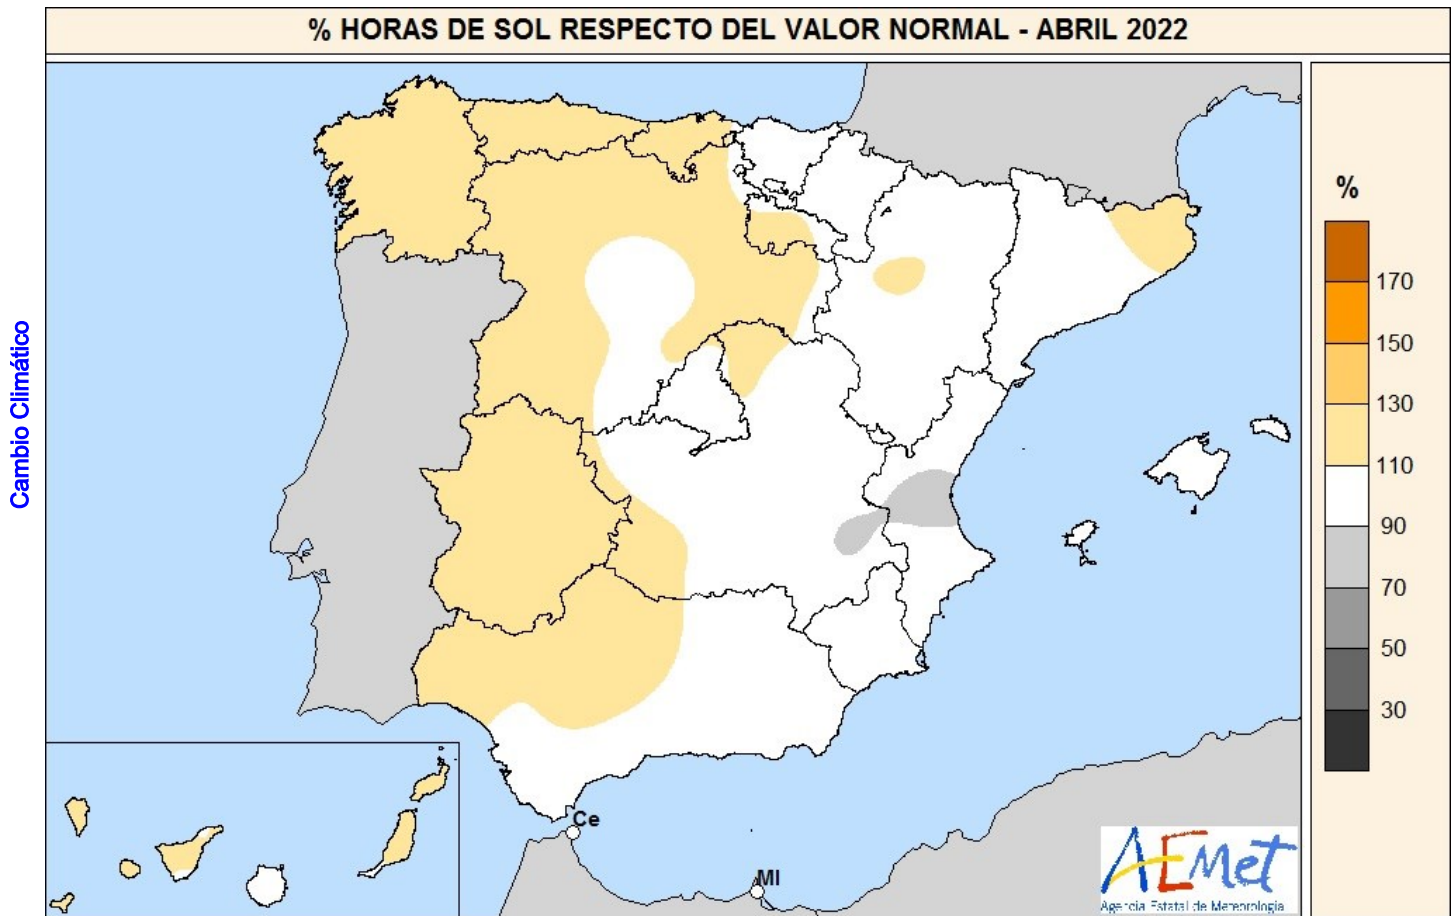 % HORAS DE SOL RESPECTO DEL VALOR NORMAL - ABRIL 2022
Cambio Climático
%
170
150
130
110
90
70
50
30
Ce
Ml
AEMet
Agencia Estatal de Meteorología